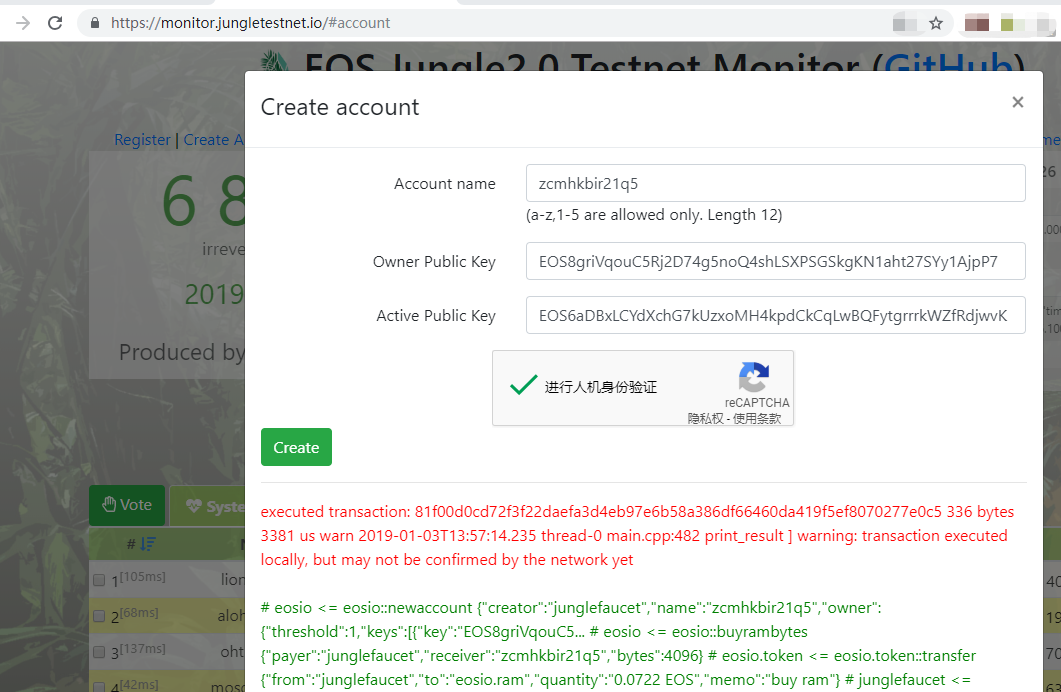 https://monitor.jungletestnet.io/#account
EOS Jungle2.0 Testnet Monitor (GitHub)
Create account
×
Register | Create A
Account name
zcmhkbir21q5
(a-z,1-5 are allowed only. Length 12)
6 8
irreve
2019
Produced by
Owner Public Key
EOS8griVqouC5Rj2D74g5noQ4shLSXPSGSkgKN1aht27SYy1AjpP7
Active Public Key
EOS6aDBxLCYdXchG7kUzxoMH4kpdCkCqLwBQFytgrrrkWZfRdjwvK
进行人机身份验证
reCAPTCHA
隐私权 - 使用条款
Create
Vote
Syste
executed transaction: 81f00d0cd72f3f22daefa3d4eb97e6b58a386df66460da419f5ef8070277e0c5 336 bytes
3381 us warn 2019-01-03T13:57:14.235 thread-0 main.cpp:482 print_result ] warning: transaction executed
locally, but may not be confirmed by the network yet
#
1[105ms] lion
2[68ms] aloh
3[137ms] oht
4[42ms] mosc
# eosio <= eosio::newaccount {"creator":"junglefaucet","name":"zcmhkbir21q5","owner":
{"threshold":1,"keys":[{"key":"EOS8griVqouC5... # eosio <= eosio::buyrambytes
{"payer":"junglefaucet","receiver":"zcmhkbir21q5","bytes":4096} # eosio.token <= eosio.token::transfer
{"from":"junglefaucet","to":"eosio.ram","quantity":"0.0722 EOS","memo":"buy ram"} # junglefaucet <=